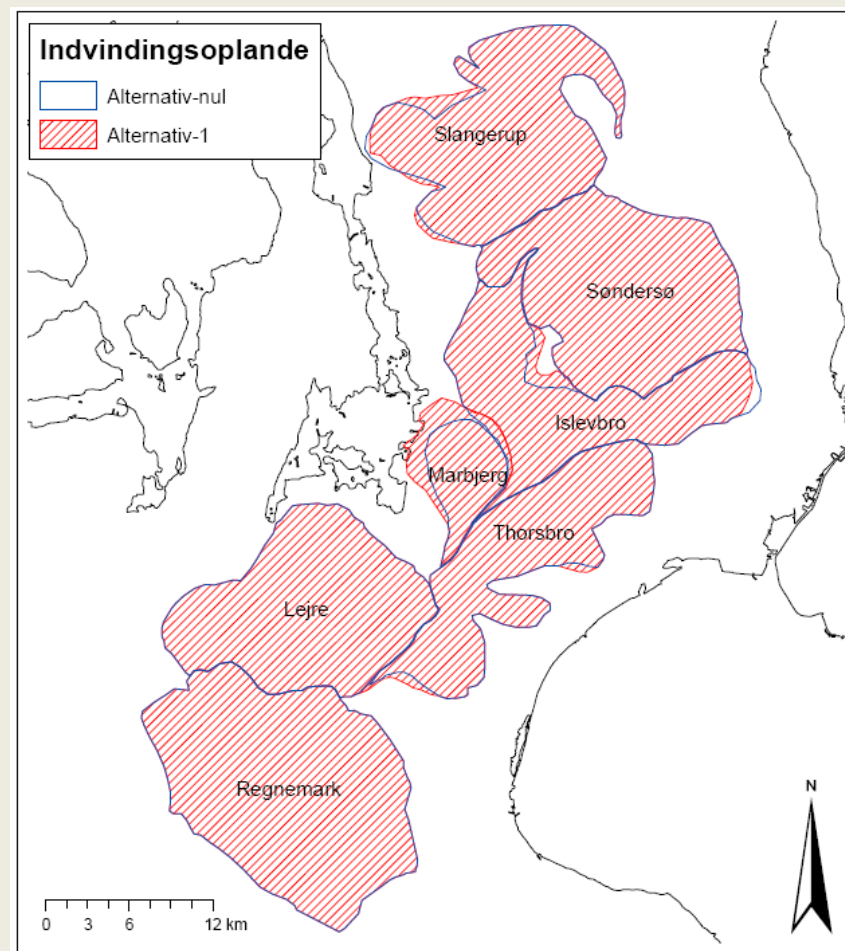 Indvindingsoplande
Alternativ-nul
Alternativ-1
Slangerup
Søndersø
Islevbro
Marbjerg
Thorsbro
Lejre
Regnemark
N
0 3 6 12 km